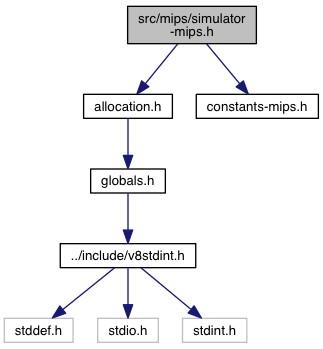 src/mips/simulator
-mips.h
allocation.h
constants-mips.h
globals.h
../include/v8stdint.h
stddef.h
stdio.h
stdint.h